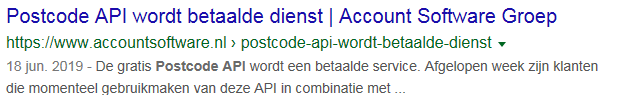 Postcode API wordt betaalde dienst | Account Software Groep
https://www.accountsoftware.nl › postcode-api-wordt-betaalde-dienst
18 jun. 2019 - De gratis Postcode API wordt een betaalde service. Afgelopen week zijn klanten
die momenteel gebruikmaken van deze API in combinatie met ...